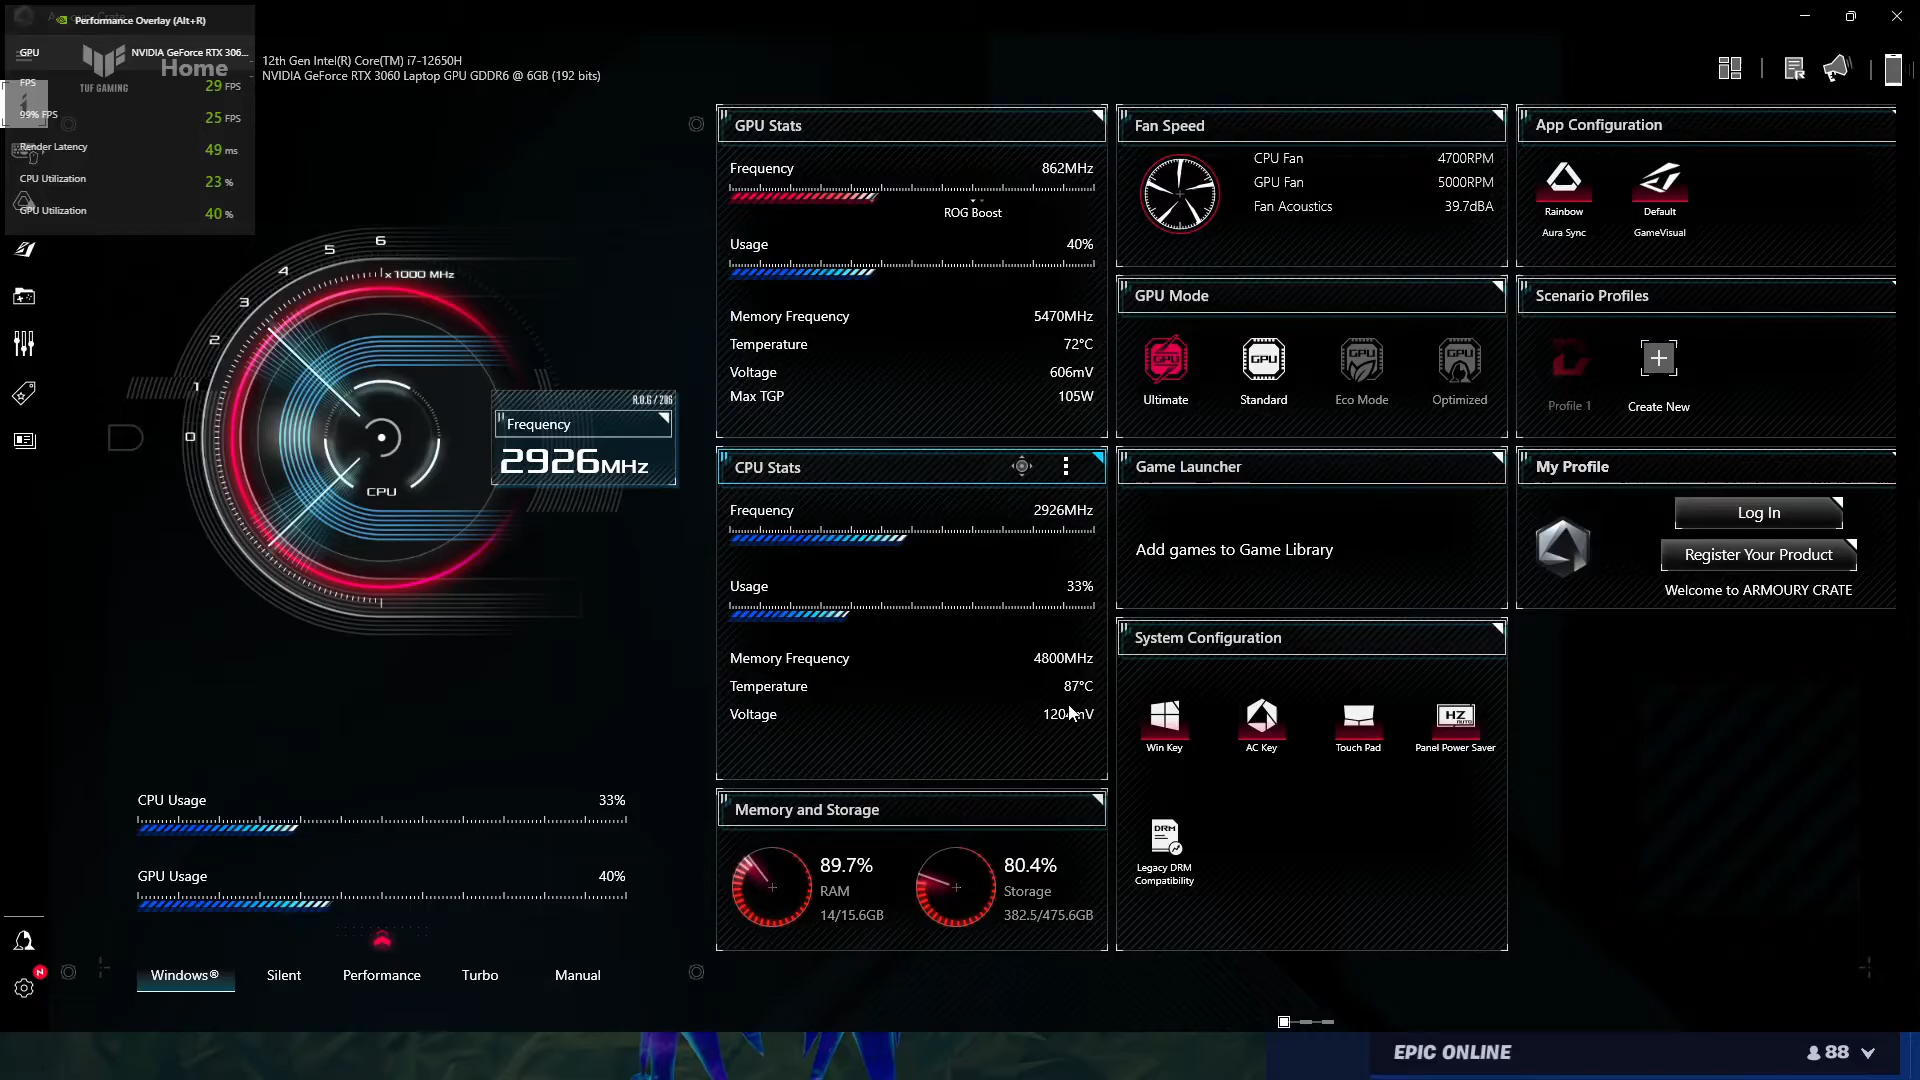 Performance Overlay (Alt+R)
GPU NVIDIA GeForce RTX 306...
Home
TUF GAMING
FPS 29 FPS
99% FPS 25 FPS
Render Latency 49 ms
CPU Utilization 23 %
GPU Utilization 40 %
12th Gen Intel(R) Core(TM) i7-12650H
NVIDIA GeForce RTX 3060 Laptop GPU GDDR6 @ 6GB (192 bits)
0
1
2
3
4
5
6
x1000 MHz
CPU
R.O.G / 286
Frequency
2926MHz
CPU Usage 33%
GPU Usage 40%
Windows® Silent Performance Turbo Manual
GPU Stats
Frequency 862MHz
ROG Boost
Usage 40%
Memory Frequency 5470MHz
Temperature 72°C
Voltage 606mV
Max TGP 105W
CPU Stats
Frequency 2926MHz
Usage 33%
Memory Frequency 4800MHz
Temperature 87°C
Voltage
Memory and Storage
89.7%
RAM
14/15.6GB
80.4%
Storage
382.5/475.6GB
Fan Speed
CPU Fan 4700RPM
GPU Fan 5000RPM
Fan Acoustics 39.7dBA
GPU Mode
GPU GPU GPU GPU
Ultimate Standard Eco Mode Optimized
Game Launcher
Add games to Game Library
System Configuration
HZ
AUTO
Win Key AC Key Touch Pad Panel Power Saver
DRM
Legacy DRM
Compatibility
App Configuration
Rainbow Default
Aura Sync GameVisual
Scenario Profiles
Profile 1 Create New
My Profile
Log In
Register Your Product
Welcome to ARMOURY CRATE
N
EPIC ONLINE 88